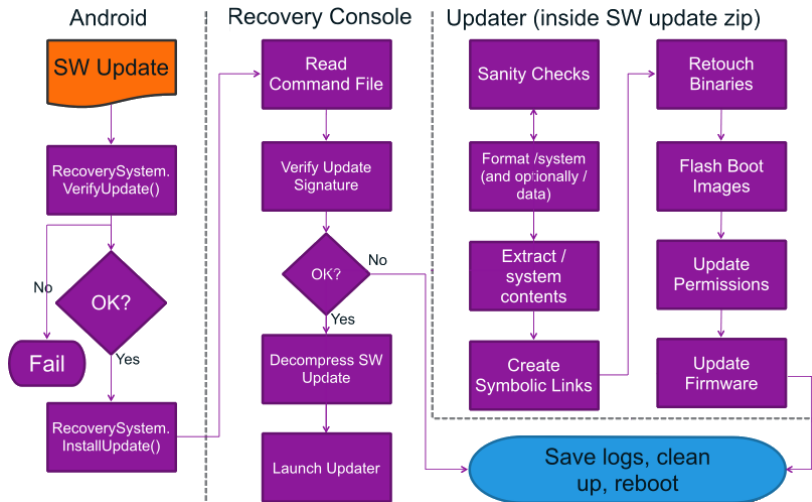 Android
SW Update
RecoverySystem.
VerifyUpdate()
No
OK?
Fail
Yes
RecoverySystem.
InstallUpdate()
Recovery Console
Read
Command File
Verify Update
Signature
OK?
No
Yes
Decompress SW
Update
Launch Updater
Updater (inside SW update zip)
Sanity Checks
Format /system
(and optionally /
data)
Extract /
system
contents
Create
Symbolic Links
Retouch
Binaries
Flash Boot
Images
Update
Permissions
Update
Firmware
Save logs, clean
up, reboot